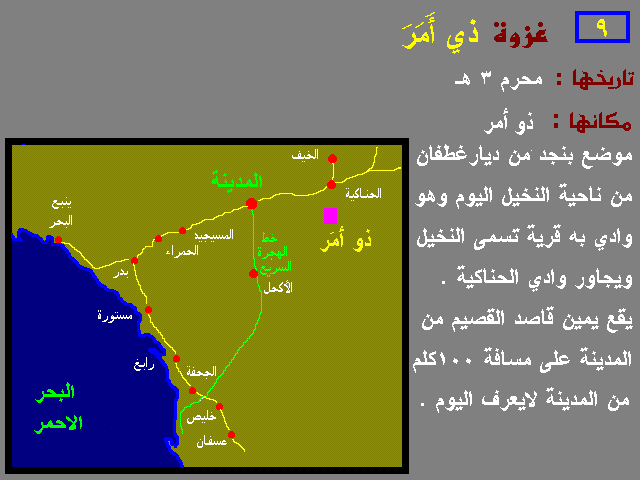 ٩
غزوة ذي أَمَرَ
تاريخها : محرم ٣ هـ
مكانها : ذو أمر
موضع بنجد من ديارغطفان
من ناحية النخيل اليوم وهو
وادي به قرية تسمى النخيل
ويجاور وادي الحناكية .
يقع يمين قاصد القصيم من
المدينة على مسافة ١٠٠كلم
من المدينة لايعرف اليوم .
الخيف
المدينة
الحناكية
ينبع
البحر
المسيجيد
الحمراء
خط
الهجرة
السريع
ذو أمَر
بدر
الأكحل
مستورة
رابغ
الجحفة
البحر
الاحمر
خليص
عسفان